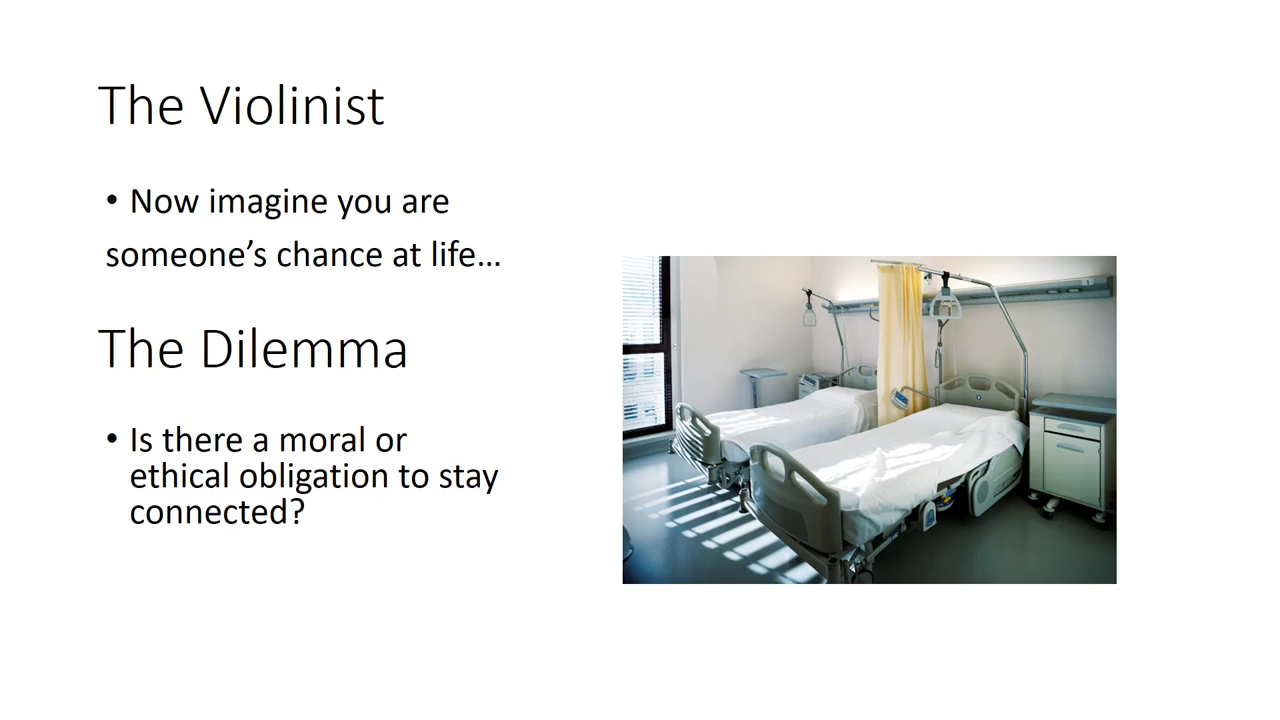 The Violinist
• Now imagine you are
someone’s chance at life…
The Dilemma
• Is there a moral or
ethical obligation to stay
connected?